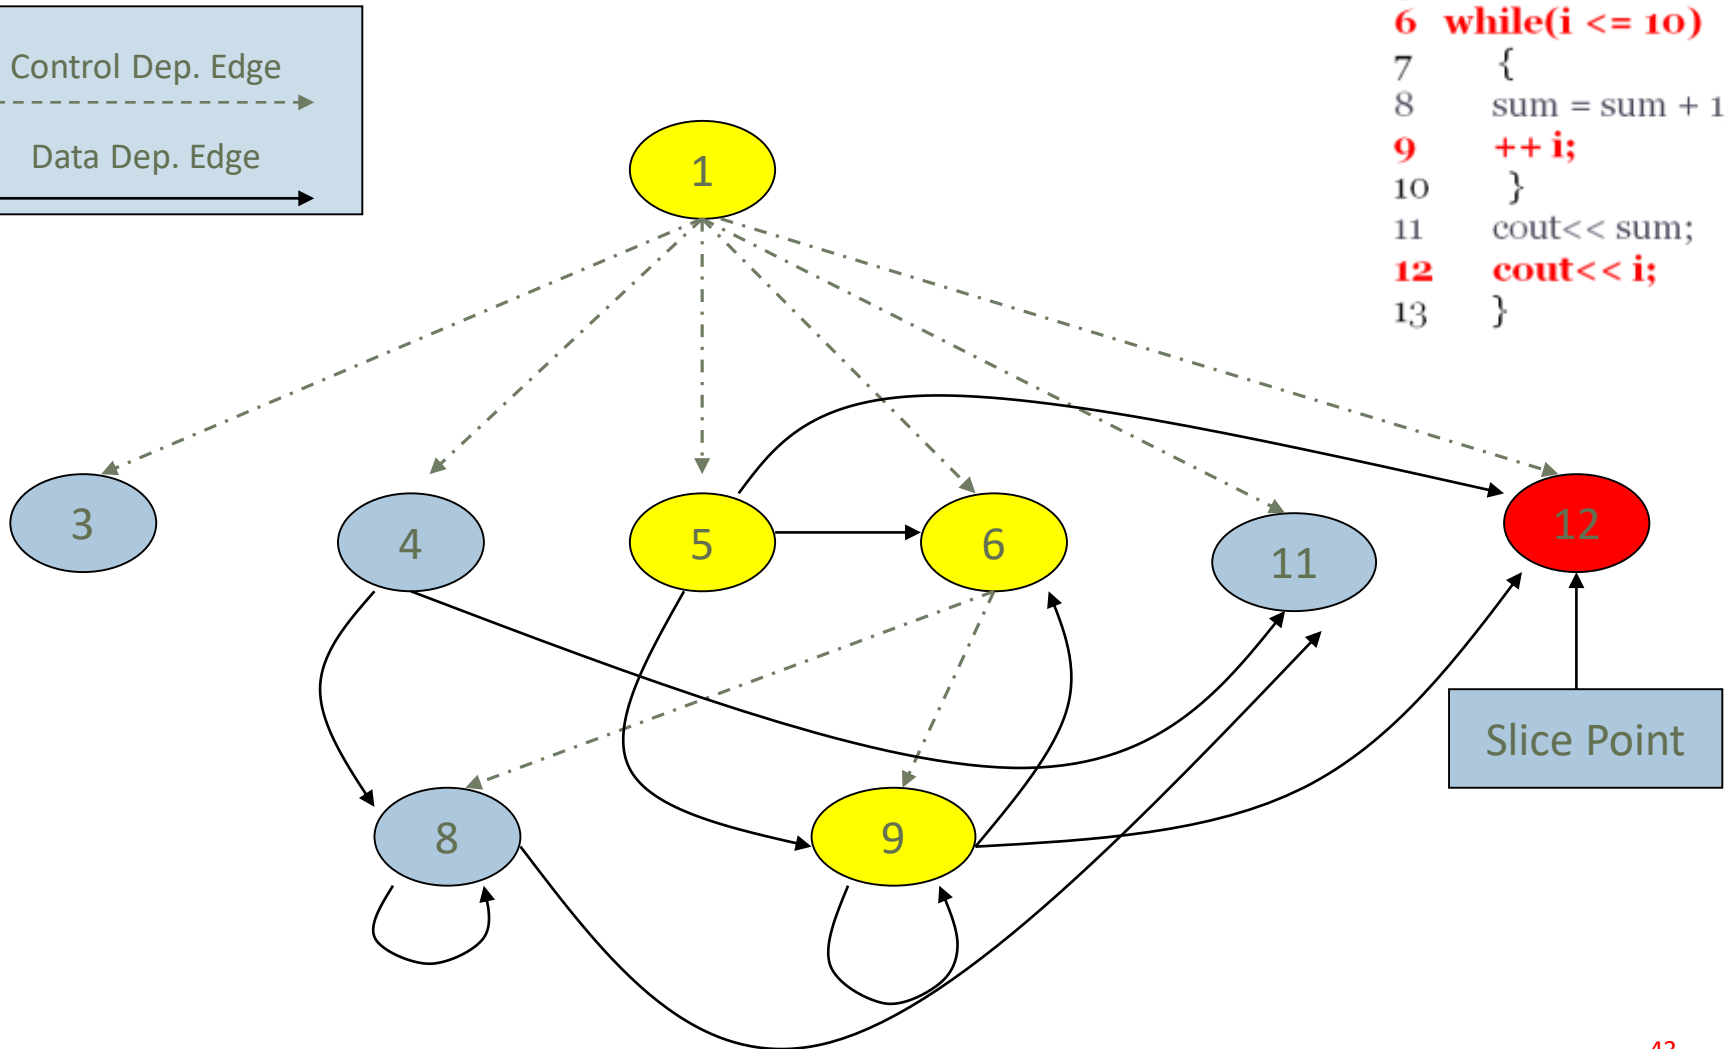 Control Dep. Edge
Data Dep. Edge
6 while(i <= 10)
7 {
8 sum = sum + 1
9 ++ i;
10 }
11 cout<< sum;
12 cout<< i;
13 }
1
3
4
5
6
11
12
8
9
Slice Point